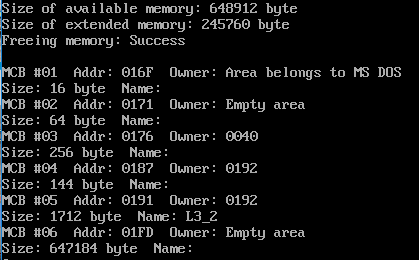 Size of available memory: 648912 byte
Size of extended memory: 245760 byte
Freeing memory: Success
MCB #01  Addr: 016F  Owner: Area belongs to MS DOS
Size: 16 byte  Name:
MCB #02  Addr: 0171  Owner: Empty area
Size: 64 byte  Name:
MCB #03  Addr: 0176  Owner: 0040
Size: 256 byte  Name:
MCB #04  Addr: 0187  Owner: 0192
Size: 144 byte  Name:
MCB #05  Addr: 0191  Owner: 0192
Size: 1712 byte  Name: L3_2
MCB #06  Addr: 01FD  Owner: Empty area
Size: 647184 byte  Name: